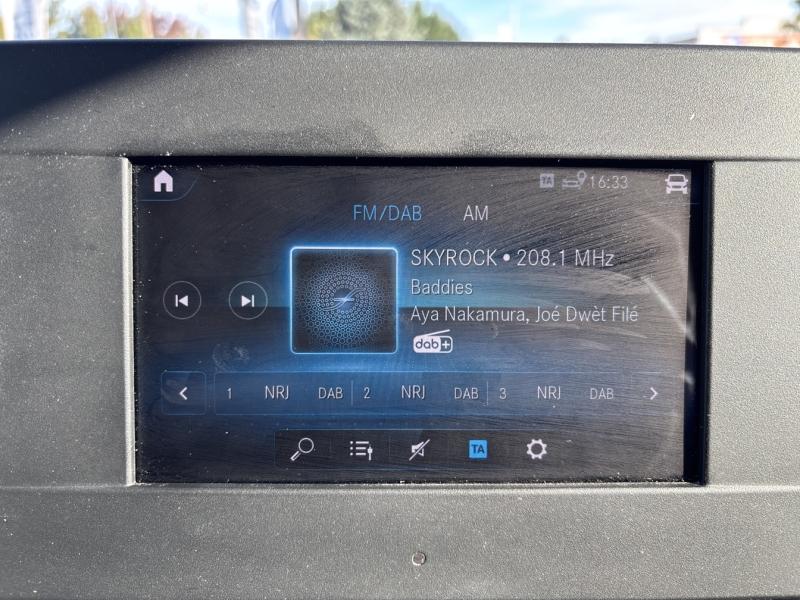 TA 16:33
FM/DAB AM
SKYROCK • 208.1 MHz
Baddies
Aya Nakamura, Joé Dwèt Filé
dab+
1 NRJ DAB 2 NRJ DAB 3 NRJ DAB
TA